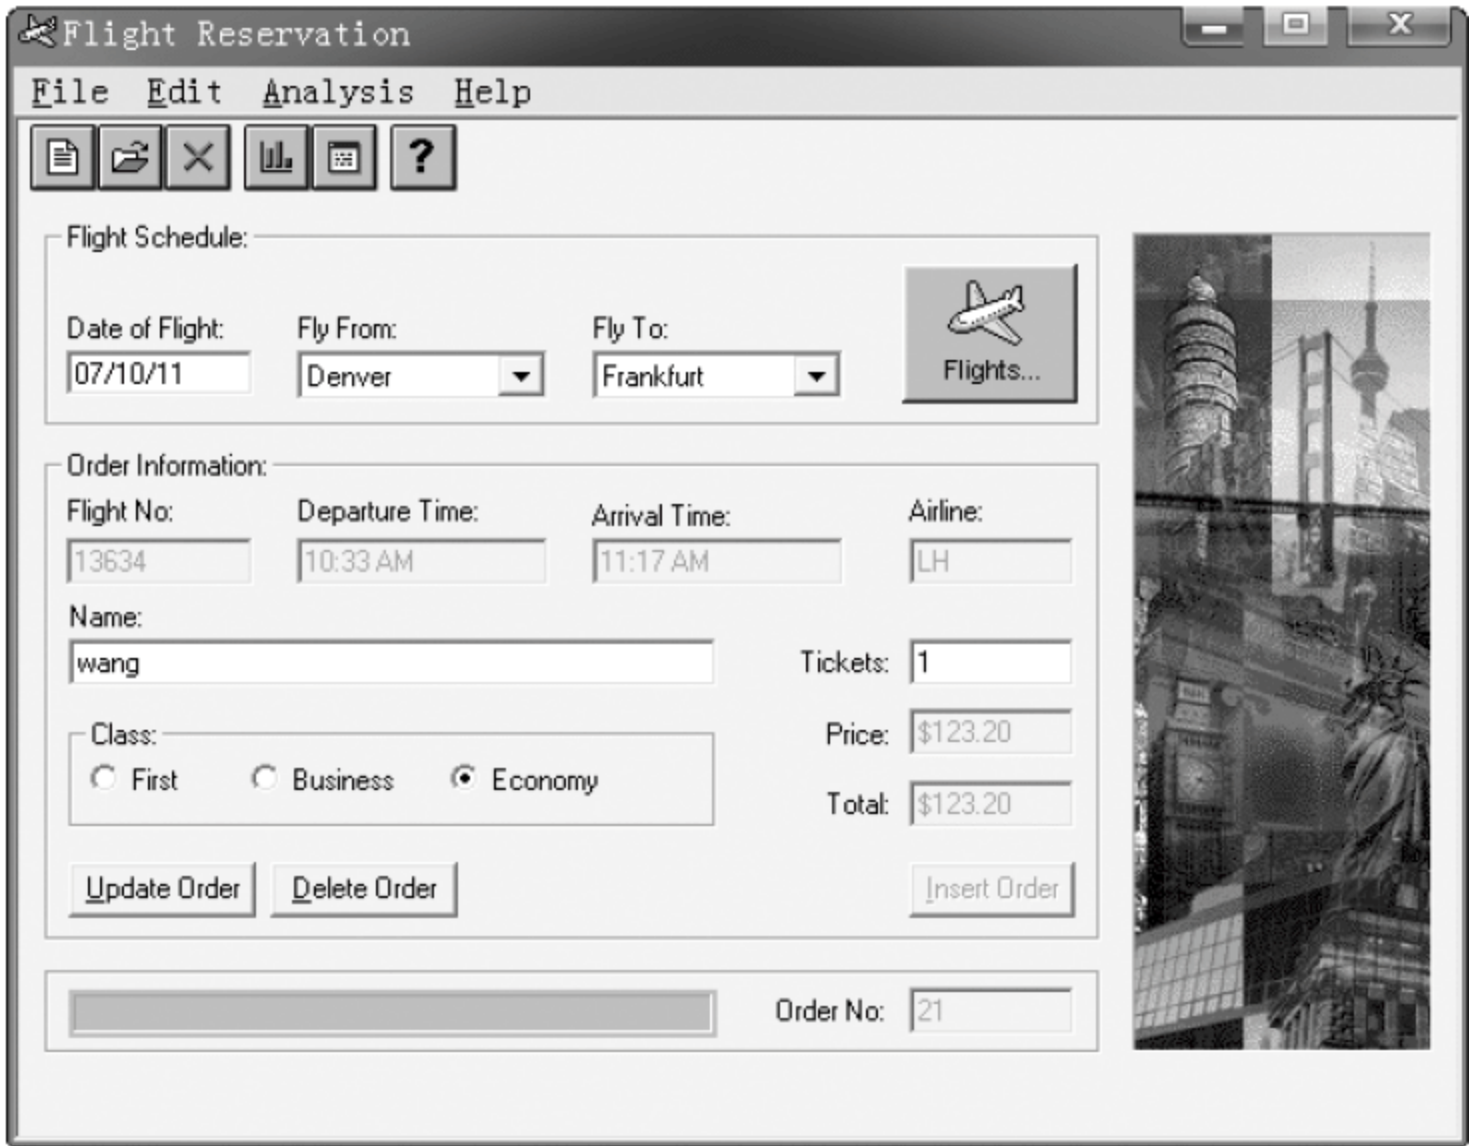 Flight Reservation
File Edit Analysis Help
?
Flight Schedule:
Date of Flight: Fly From: Fly To:
07/10/11 Denver Frankfurt Flights...
Order Information:
Flight No: Departure Time: Arrival Time: Airline:
13634 10:33 AM 11:17 AM LH
Name:
wang Tickets: 1
Class: Price: $123.20
First Business Economy
Total: $123.20
Update Order Delete Order Insert Order
Order No: 21